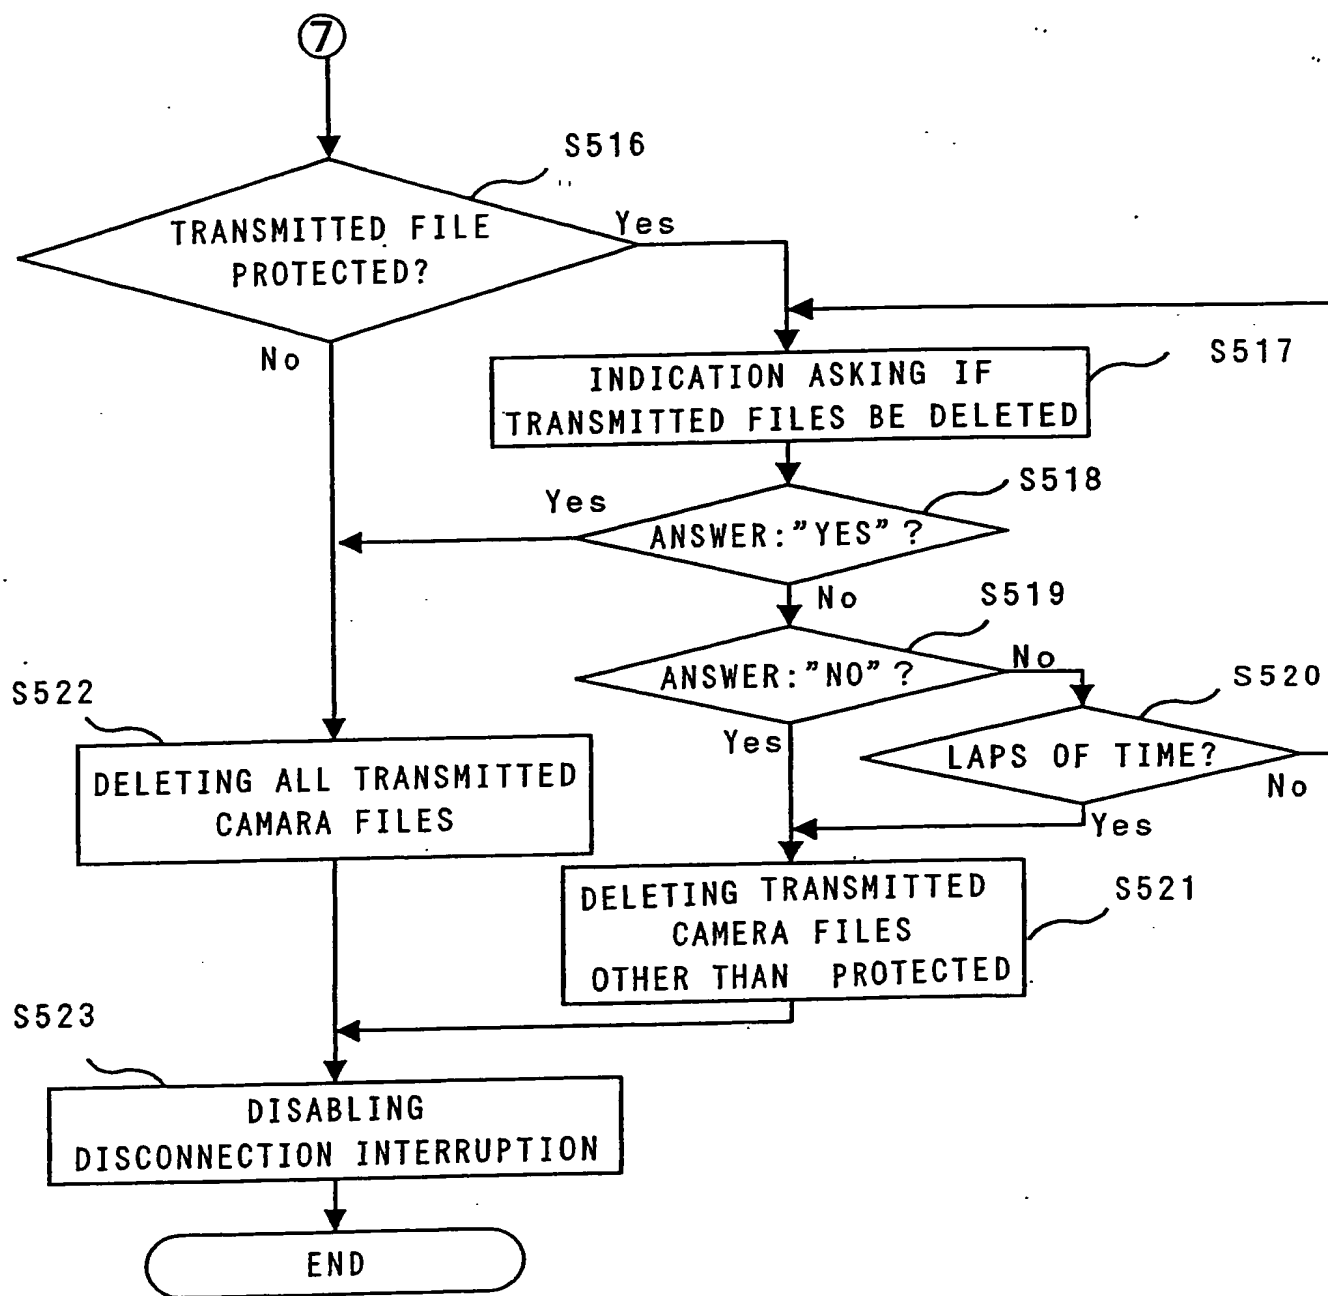 ⑦
S516
TRANSMITTED FILE
PROTECTED?
Yes
No
S517
INDICATION ASKING IF
TRANSMITTED FILES BE DELETED
S518
Yes
ANSWER:"YES"?
No
S519
ANSWER:"NO"?
No
S520
Yes
LAPS OF TIME?
No
Yes
S522
DELETING ALL TRANSMITTED
CAMARA FILES
S521
DELETING TRANSMITTED
CAMERA FILES
OTHER THAN PROTECTED
S523
DISABLING
DISCONNECTION INTERRUPTION
END